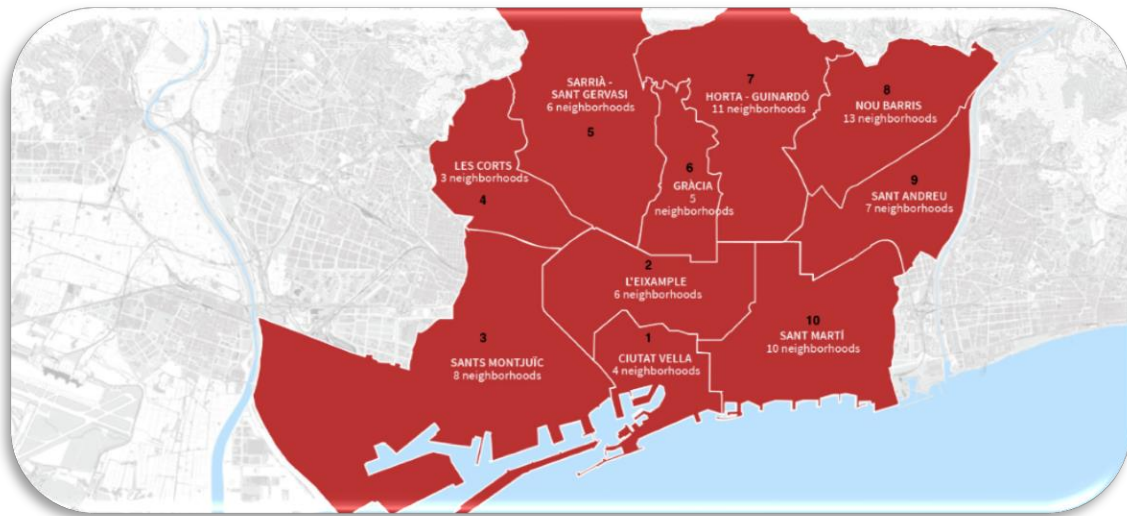 7
HORTA - GUINARDÓ
11 neighborhoods
SARRIÀ -
SANT GERVASI
6 neighborhoods
5
8
NOU BARRIS
13 neighborhoods
LES CORTS
3 neighborhoods
4
6
GRÀCIA
5
neighborhoods
9
SANT ANDREU
7 neighborhoods
2
L'EIXAMPLE
6 neighborhoods
10
SANT MARTÍ
10 neighborhoods
3
SANTS MONTJUÏC
8 neighborhoods
1
CIUTAT VELLA
4 neighborhoods